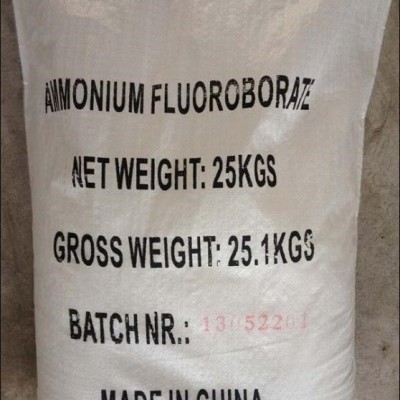 AMMONIUM FLUOROBORATE
NET WEIGHT: 25KGS
GROSS WEIGHT: 25.1KGS
BATCH NR.: 13052201
MADE IN CHINA